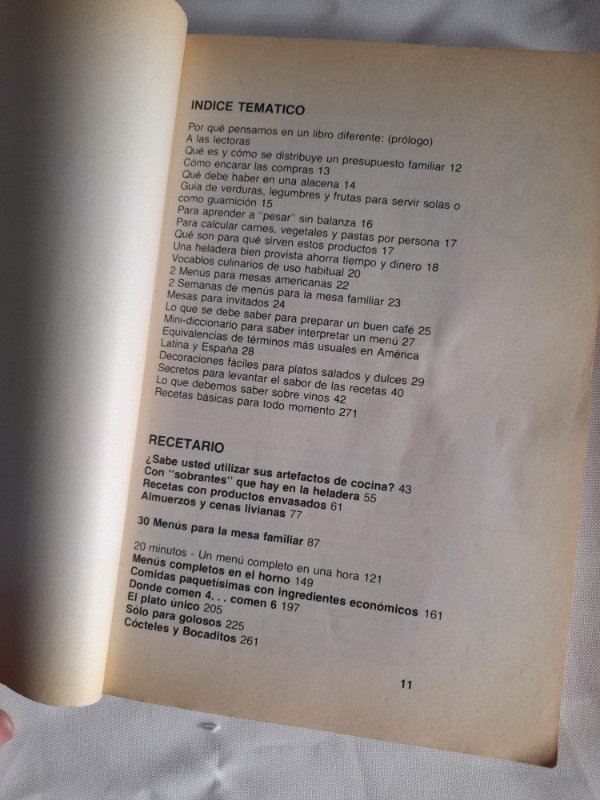 INDICE TEMATICO
Por qué pensamos en un libro diferente: (prólogo)
A las lectoras
Qué es y cómo se distribuye un presupuesto familiar 12
Cómo encarar las compras 13
Qué debe haber en una alacena 14
Guía de verduras, legumbres y frutas para servir solas o
como guarnición 15
Para aprender a "pesar" sin balanza 16
Para calcular carnes, vegetales y pastas por persona 17
Qué son para qué sirven estos productos 17
Una heladera bien provista ahorra tiempo y dinero 18
Vocablos culinarios de uso habitual 20
2 Menús para mesas americanas 22
2 Semanas de menús para la mesa familiar 23
Mesas para invitados 24
Lo que se debe saber para preparar un buen café 25
Mini-diccionario para saber interpretar un menú 27
Equivalencias de términos más usuales en América
Latina y España 28
Decoraciones fáciles para platos salados y dulces 29
Secretos para levantar el sabor de las recetas 40
Lo que debemos saber sobre vinos 42
Recetas básicas para todo momento 271
RECETARIO
¿Sabe usted utilizar sus artefactos de cocina? 43
Con "sobrantes" que hay en la heladera 55
Recetas con productos envasados 61
Almuerzos y cenas livianas 77
30 Menús para la mesa familiar 87
20 minutos - Un menú completo en una hora 121
Menús completos en el horno 149
Comidas paquetísimas con ingredientes económicos 161
Donde comen 4. . . comen 6 197
El plato único 205
Sólo para golosos 225
Cócteles y Bocaditos 261
11